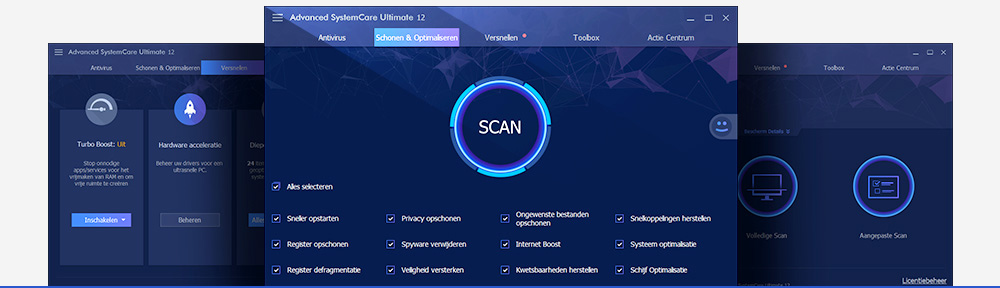 Advanced SystemCare Ultimate 12
Antivirus
Schonen & Optimaliseren
Versnellen
Toolbox
Actie Centrum
SCAN
Alles selecteren
Sneller opstarten
Privacy opschonen
Ongewenste bestanden
opschonen
Snelkoppelingen herstellen
Register opschonen
Spyware verwijderen
Internet Boost
Systeem optimalisatie
Register defragmentatie
Veiligheid versterken
Kwetsbaarheden herstellen
Schijf Optimalisatie
Advanced SystemCare Ultimate 12
Antivirus
Schonen & Optimaliseren
Versnellen
Turbo Boost: Uit
Stop onnodige
apps/services voor het
vrijmaken van RAM en om
vrije ruimte te creëren
Inschakelen
Hardware acceleratie
Beheer uw drivers voor een
ultrasnelle PC.
Beheren
Versnellen
Toolbox
Actie Centrum
Volledige Scan
Aangepaste Scan
Licentiebeheer